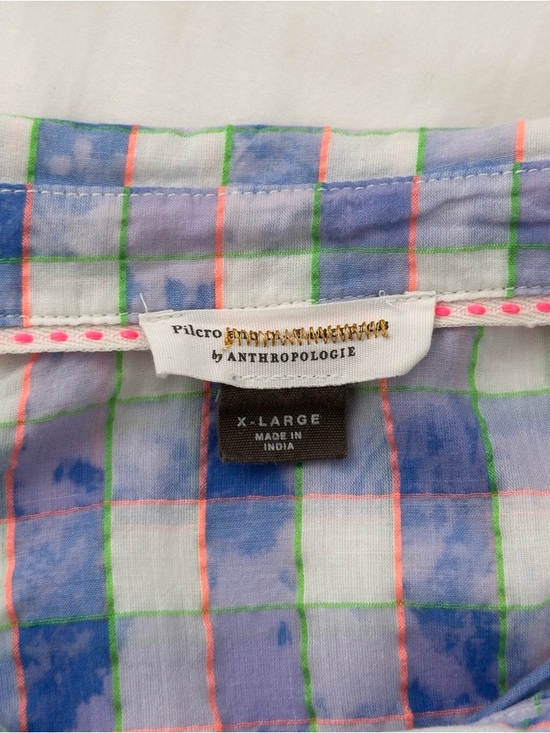 Pilcro
by ANTHROPOLOGIE
X-LARGE
MADE IN
INDIA